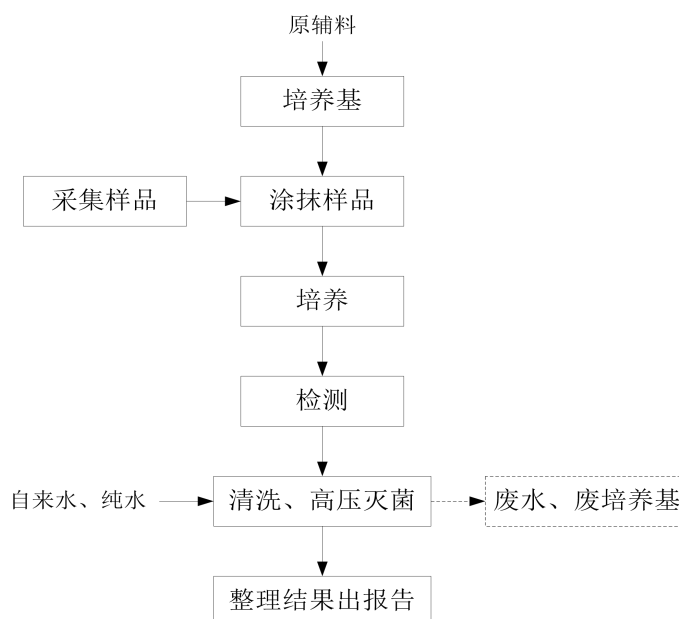 原辅料
培养基
采集样品
涂抹样品
培养
检测
自来水、纯水
清洗、高压灭菌
废水、废培养基
整理结果出报告